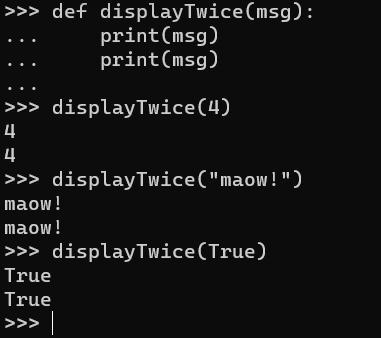 >>> def displayTwice(msg):
...     print(msg)
...     print(msg)
...
>>> displayTwice(4)
4
4
>>> displayTwice("maow!")
maow!
maow!
>>> displayTwice(True)
True
True
>>>